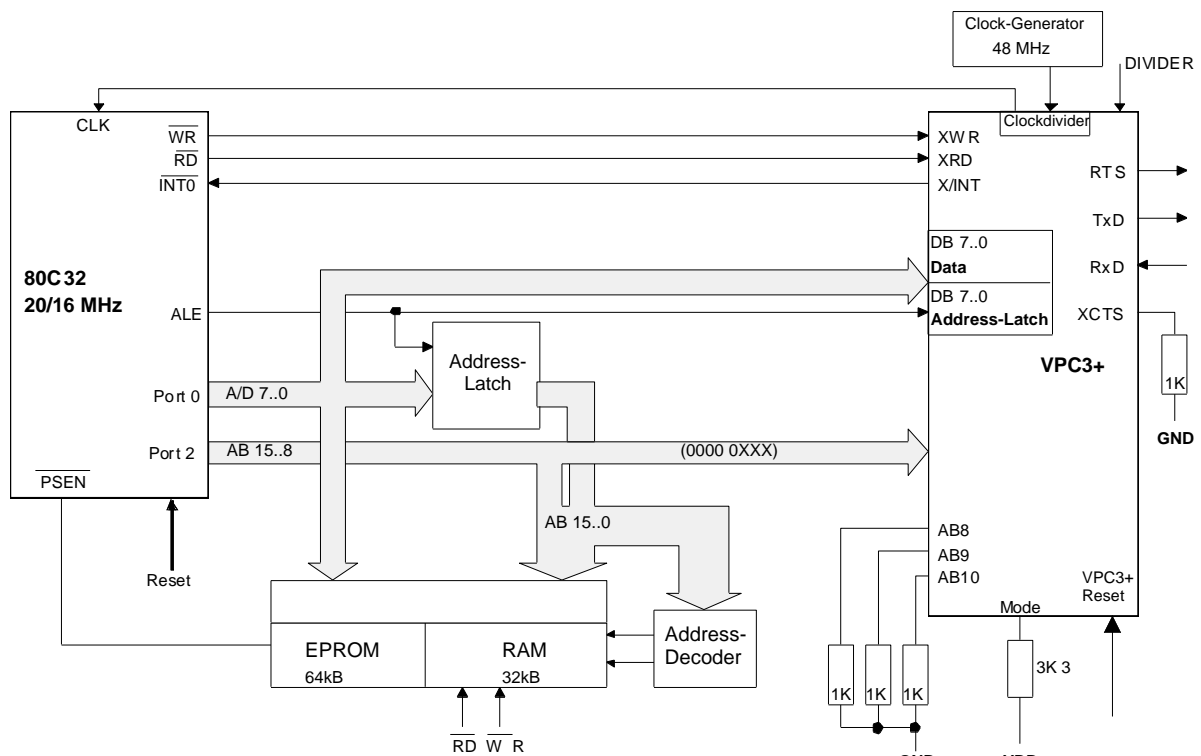 Clock-Generator
48 MHz
DIVIDER
CLK
Clockdivider
WR
XWR
RD
XRD
INT0
X/INT
RTS
TxD
DB 7..0
Data
RxD
80C32
20/16 MHz
DB 7..0
Address-Latch
ALE
XCTS
Address-
Latch
VPC3+
1K
Port 0
A/D 7..0
GND
Port 2
AB 15..8
(0000 0XXX)
PSEN
AB 15..0
AB8
AB9
AB10
Reset
VPC3+
Reset
Mode
EPROM
64kB
RAM
32kB
Address-
Decoder
1K
1K
1K
3K3
RD
WR
GND
VDD